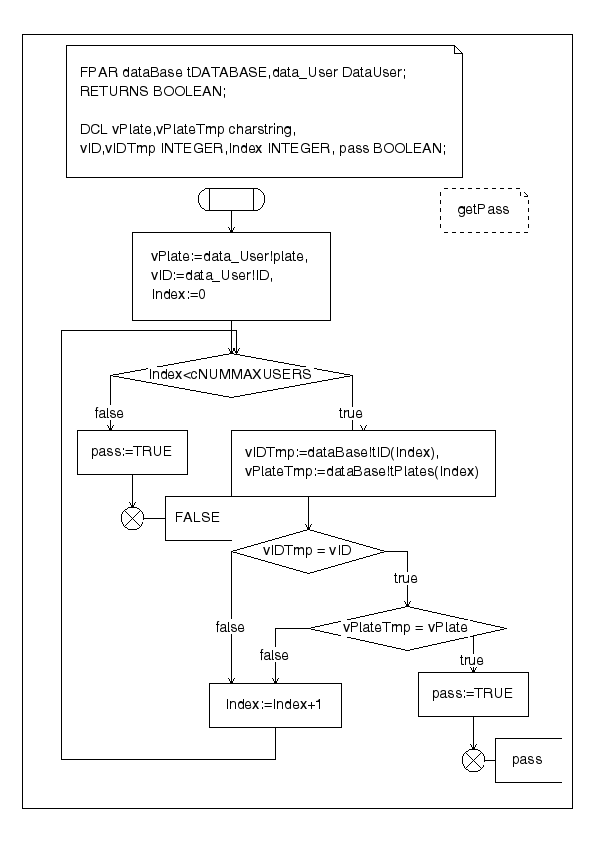 FPAR dataBase tDATABASE,data_User DataUser;
RETURNS BOOLEAN;
DCL vPlate,vPlateTmp charstring,
vID,vIDTmp INTEGER,Index INTEGER, pass BOOLEAN;
getPass
vPlate:=data_User!plate,
vID:=data_User!ID,
Index:=0
Index<cNUMMAXUSERS
false
true
pass:=TRUE
vIDTmp:=dataBase!tID(Index),
vPlateTmp:=dataBase!tPlates(Index)
FALSE
vIDTmp = vID
true
false
vPlateTmp = vPlate
false
true
Index:=Index+1
pass:=TRUE
pass